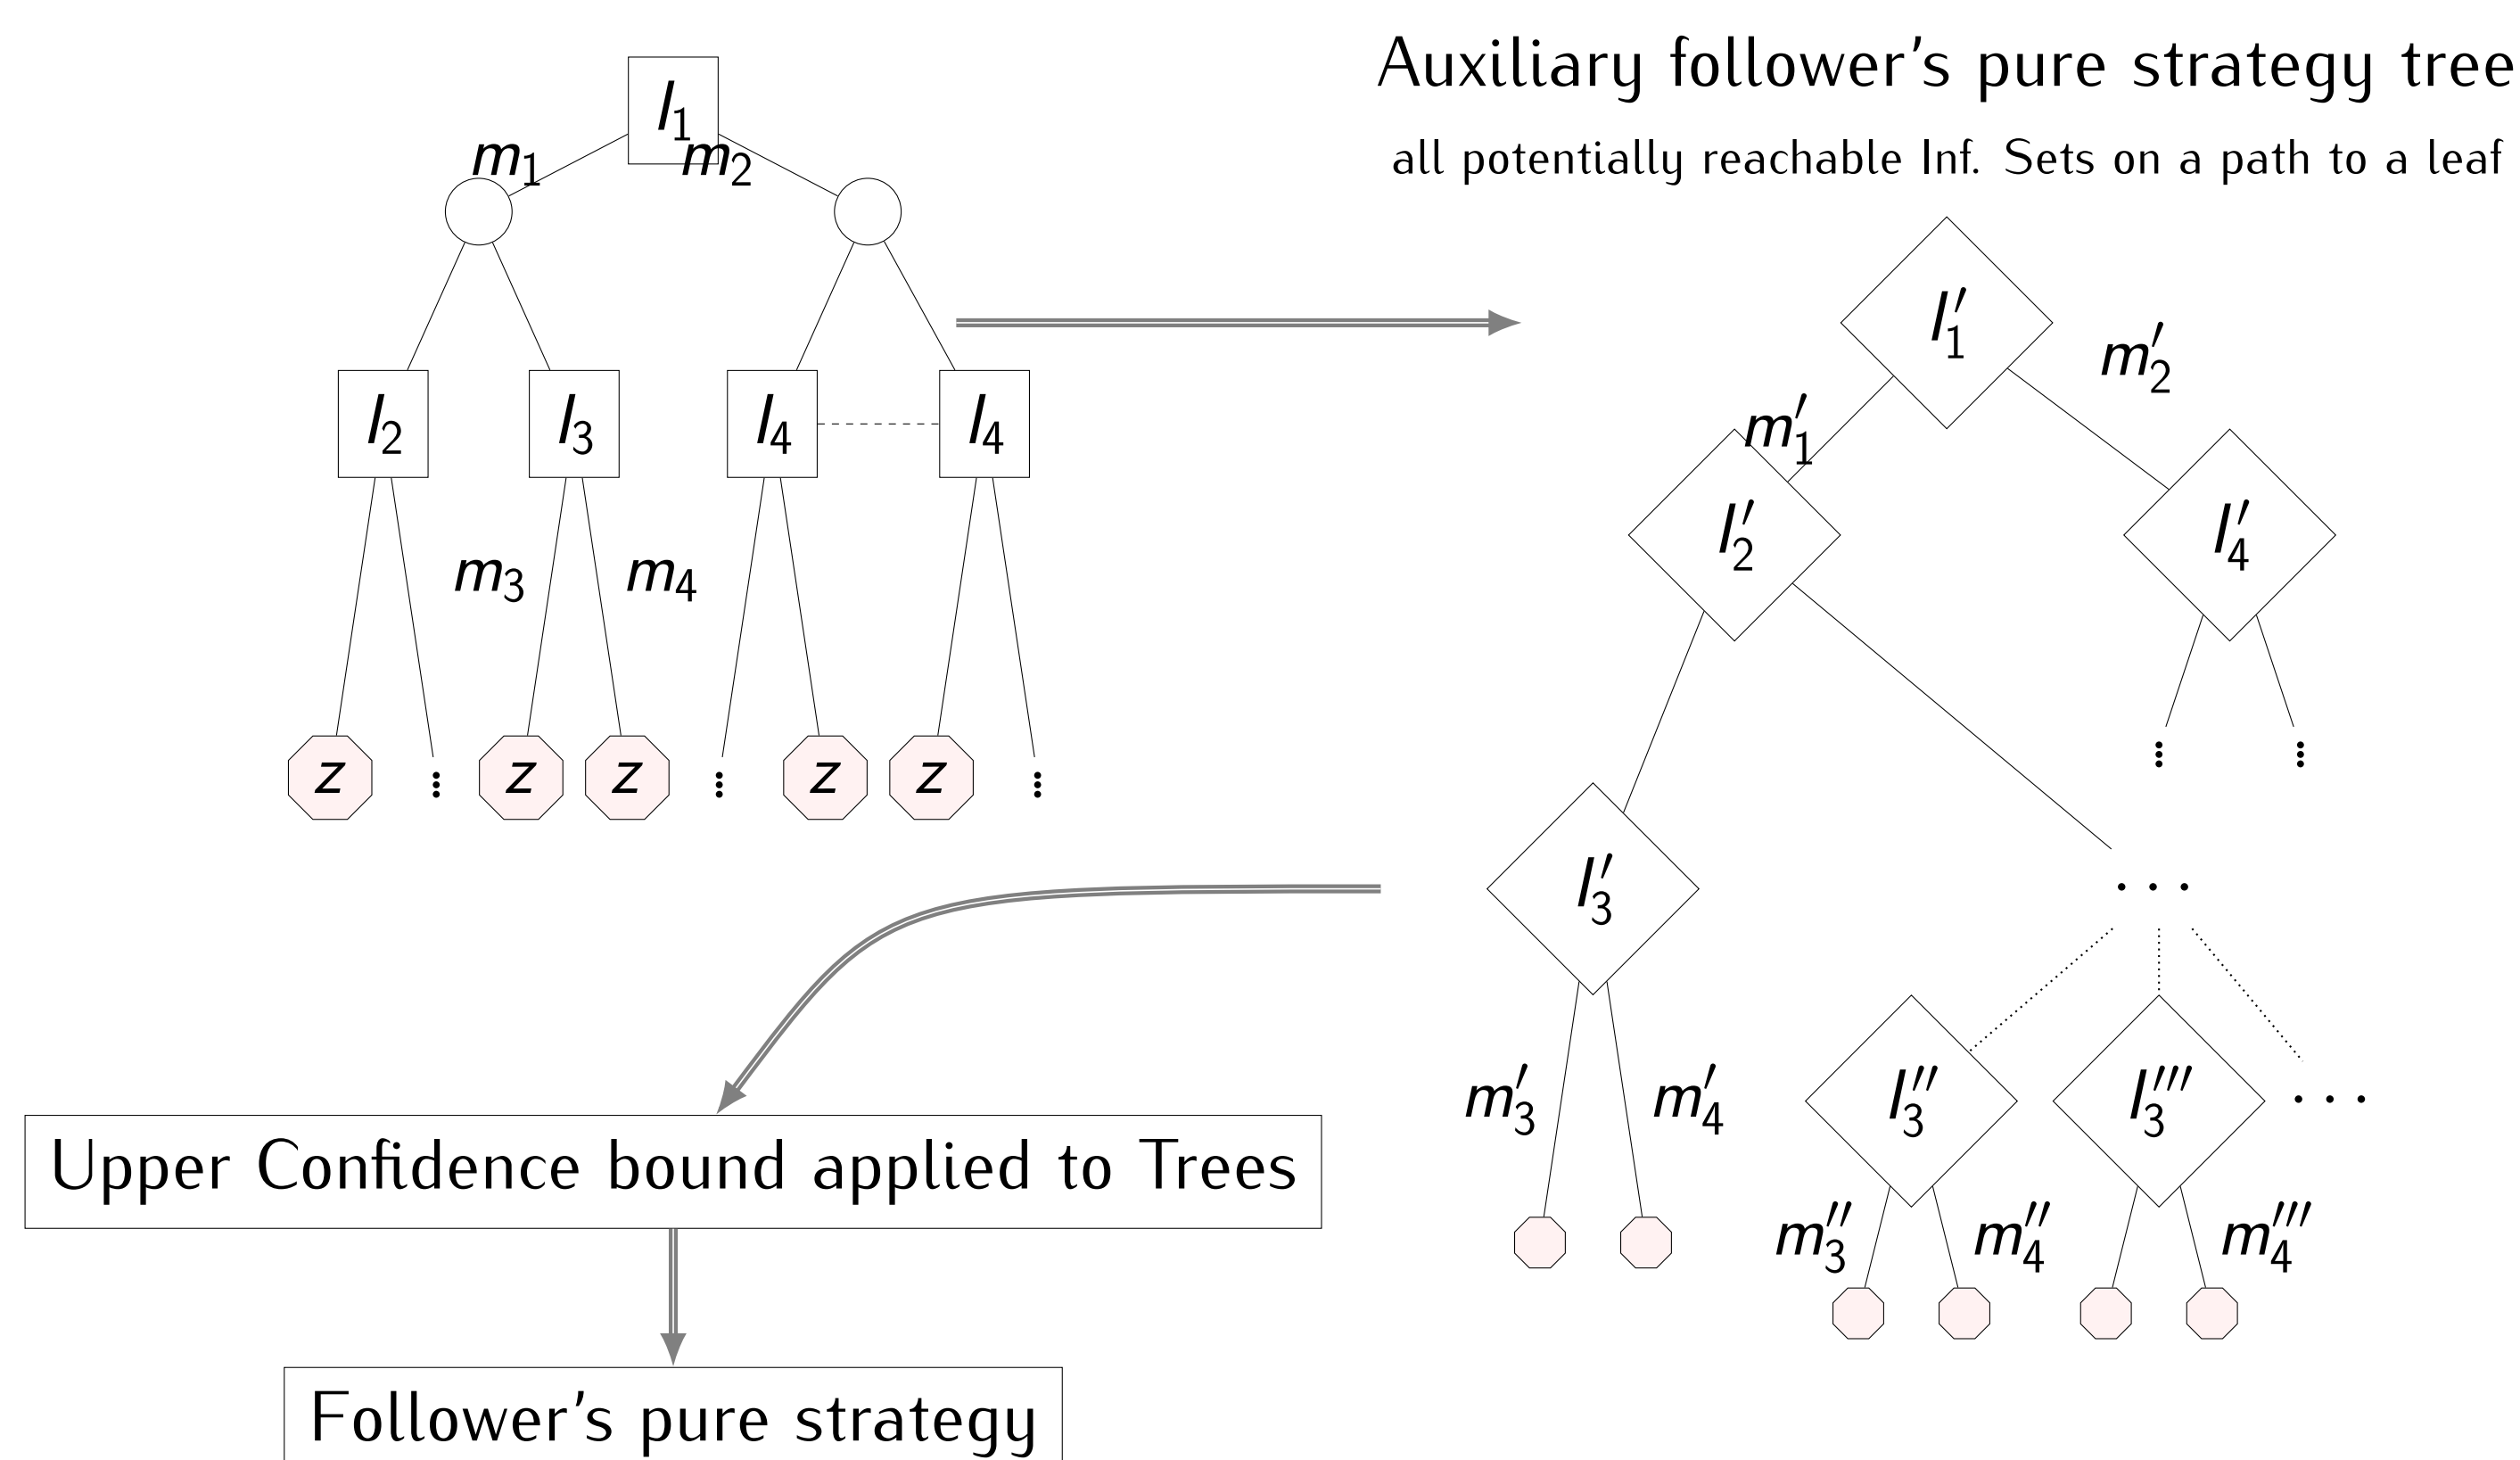 Auxiliary follower's pure strategy tree
all potentially reachable Inf. Sets on a path to a leaf
I₁
m₁ m₂
I₂ I₃ I₄ I₄
m₃ m₄
z ⋮ z z ⋮ z z ⋮
I′₁
m′₁ m′₂
I′₂ I′₄
⋮ ⋮
I′₃ ...
m′₃ m′₄
I″₃ I‴₃ ...
m″₃ m″₄ m‴₄
Upper Confidence bound applied to Trees
Follower's pure strategy